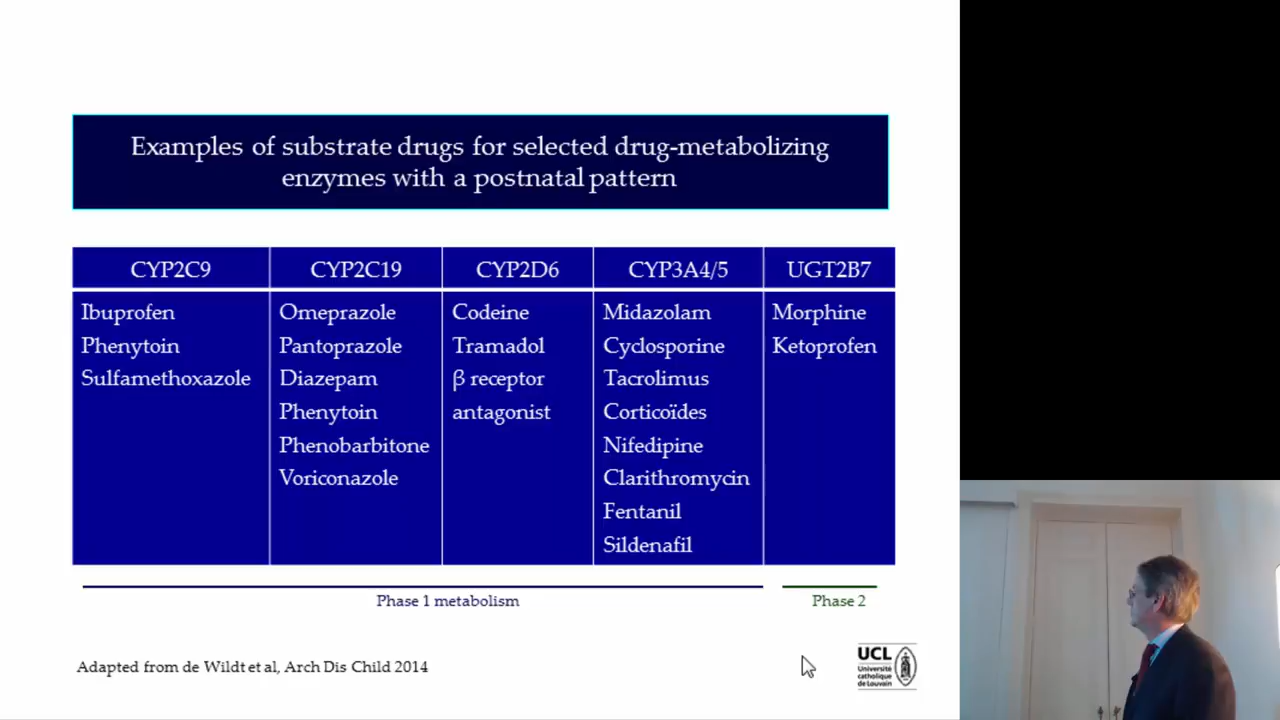 Examples of substrate drugs for selected drug-metabolizing
enzymes with a postnatal pattern
CYP2C9
Ibuprofen
Phenytoin
Sulfamethoxazole
CYP2C19
Omeprazole
Pantoprazole
Diazepam
Phenytoin
Phenobarbitone
Voriconazole
CYP2D6
Codeine
Tramadol
β receptor
antagonist
CYP3A4/5
Midazolam
Cyclosporine
Tacrolimus
Corticoïdes
Nifedipine
Clarithromycin
Fentanil
Sildenafil
UGT2B7
Morphine
Ketoprofen
Phase 1 metabolism
Phase 2
Adapted from de Wildt et al, Arch Dis Child 2014
UCL
Université
catholique
de Louvain